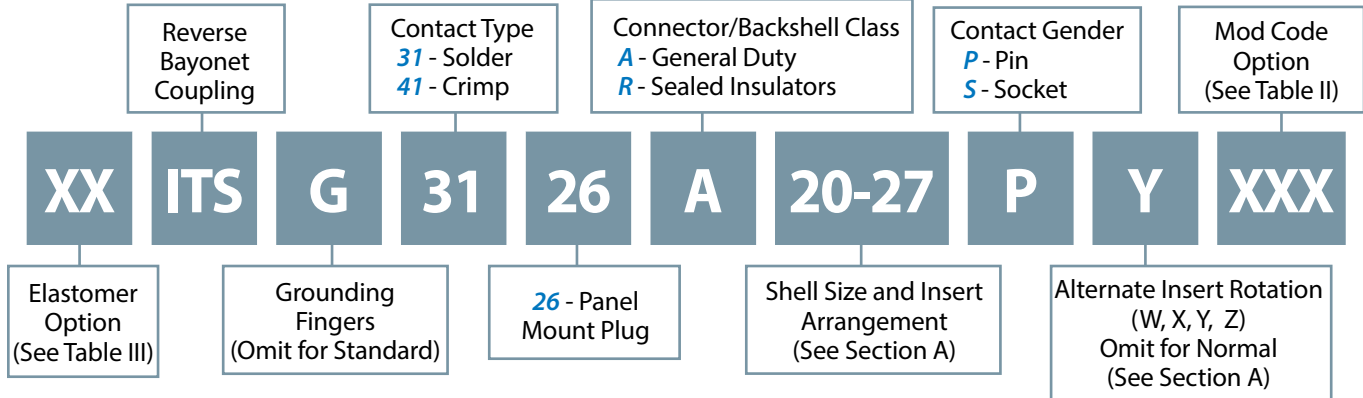 Reverse
Bayonet
Coupling
Contact Type
31 - Solder
41 - Crimp
Connector/Backshell Class
A - General Duty
R - Sealed Insulators
Contact Gender
P - Pin
S - Socket
Mod Code
Option
(See Table II)
XX ITS G 31 26 A 20-27 P Y XXX
Elastomer
Option
(See Table III)
Grounding
Fingers
(Omit for Standard)
26 - Panel
Mount Plug
Shell Size and Insert
Arrangement
(See Section A)
Alternate Insert Rotation
(W, X, Y, Z)
Omit for Normal
(See Section A)